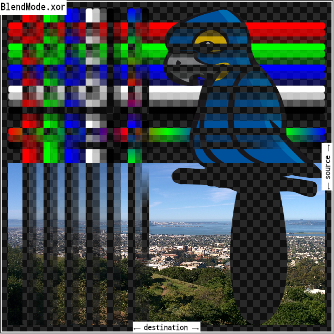 BlendMode.xor
← source →
← destination →